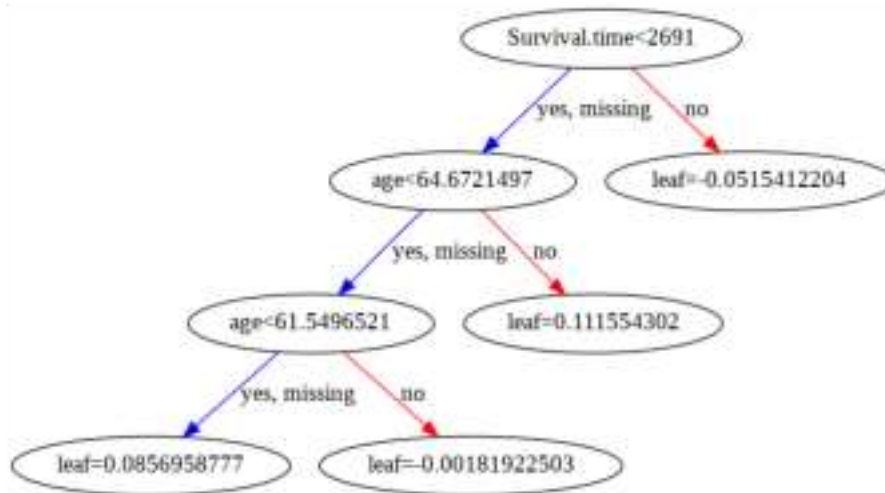 Survival.time<2691
yes, missing
no
age<64.6721497
leaf=-0.0515412204
yes, missing
no
age<61.5496521
leaf=0.111554302
yes, missing
no
leaf=0.0856958777
leaf=-0.00181922503